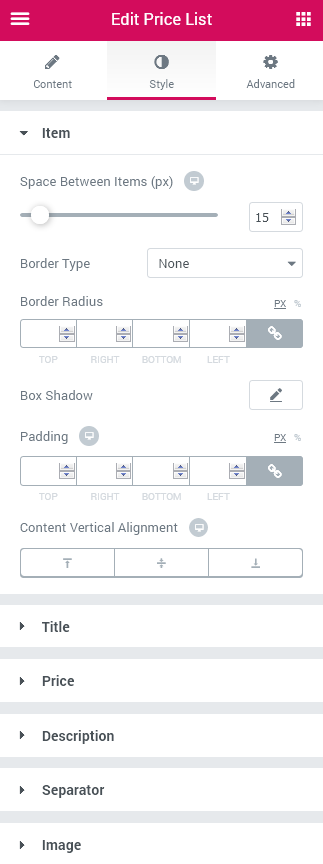 Edit Price List
Content Style Advanced
Item
Space Between Items (px)
15
Border Type None
Border Radius PX %
TOP RIGHT BOTTOM LEFT
Box Shadow
Padding PX %
TOP RIGHT BOTTOM LEFT
Content Vertical Alignment
Title
Price
Description
Separator
Image